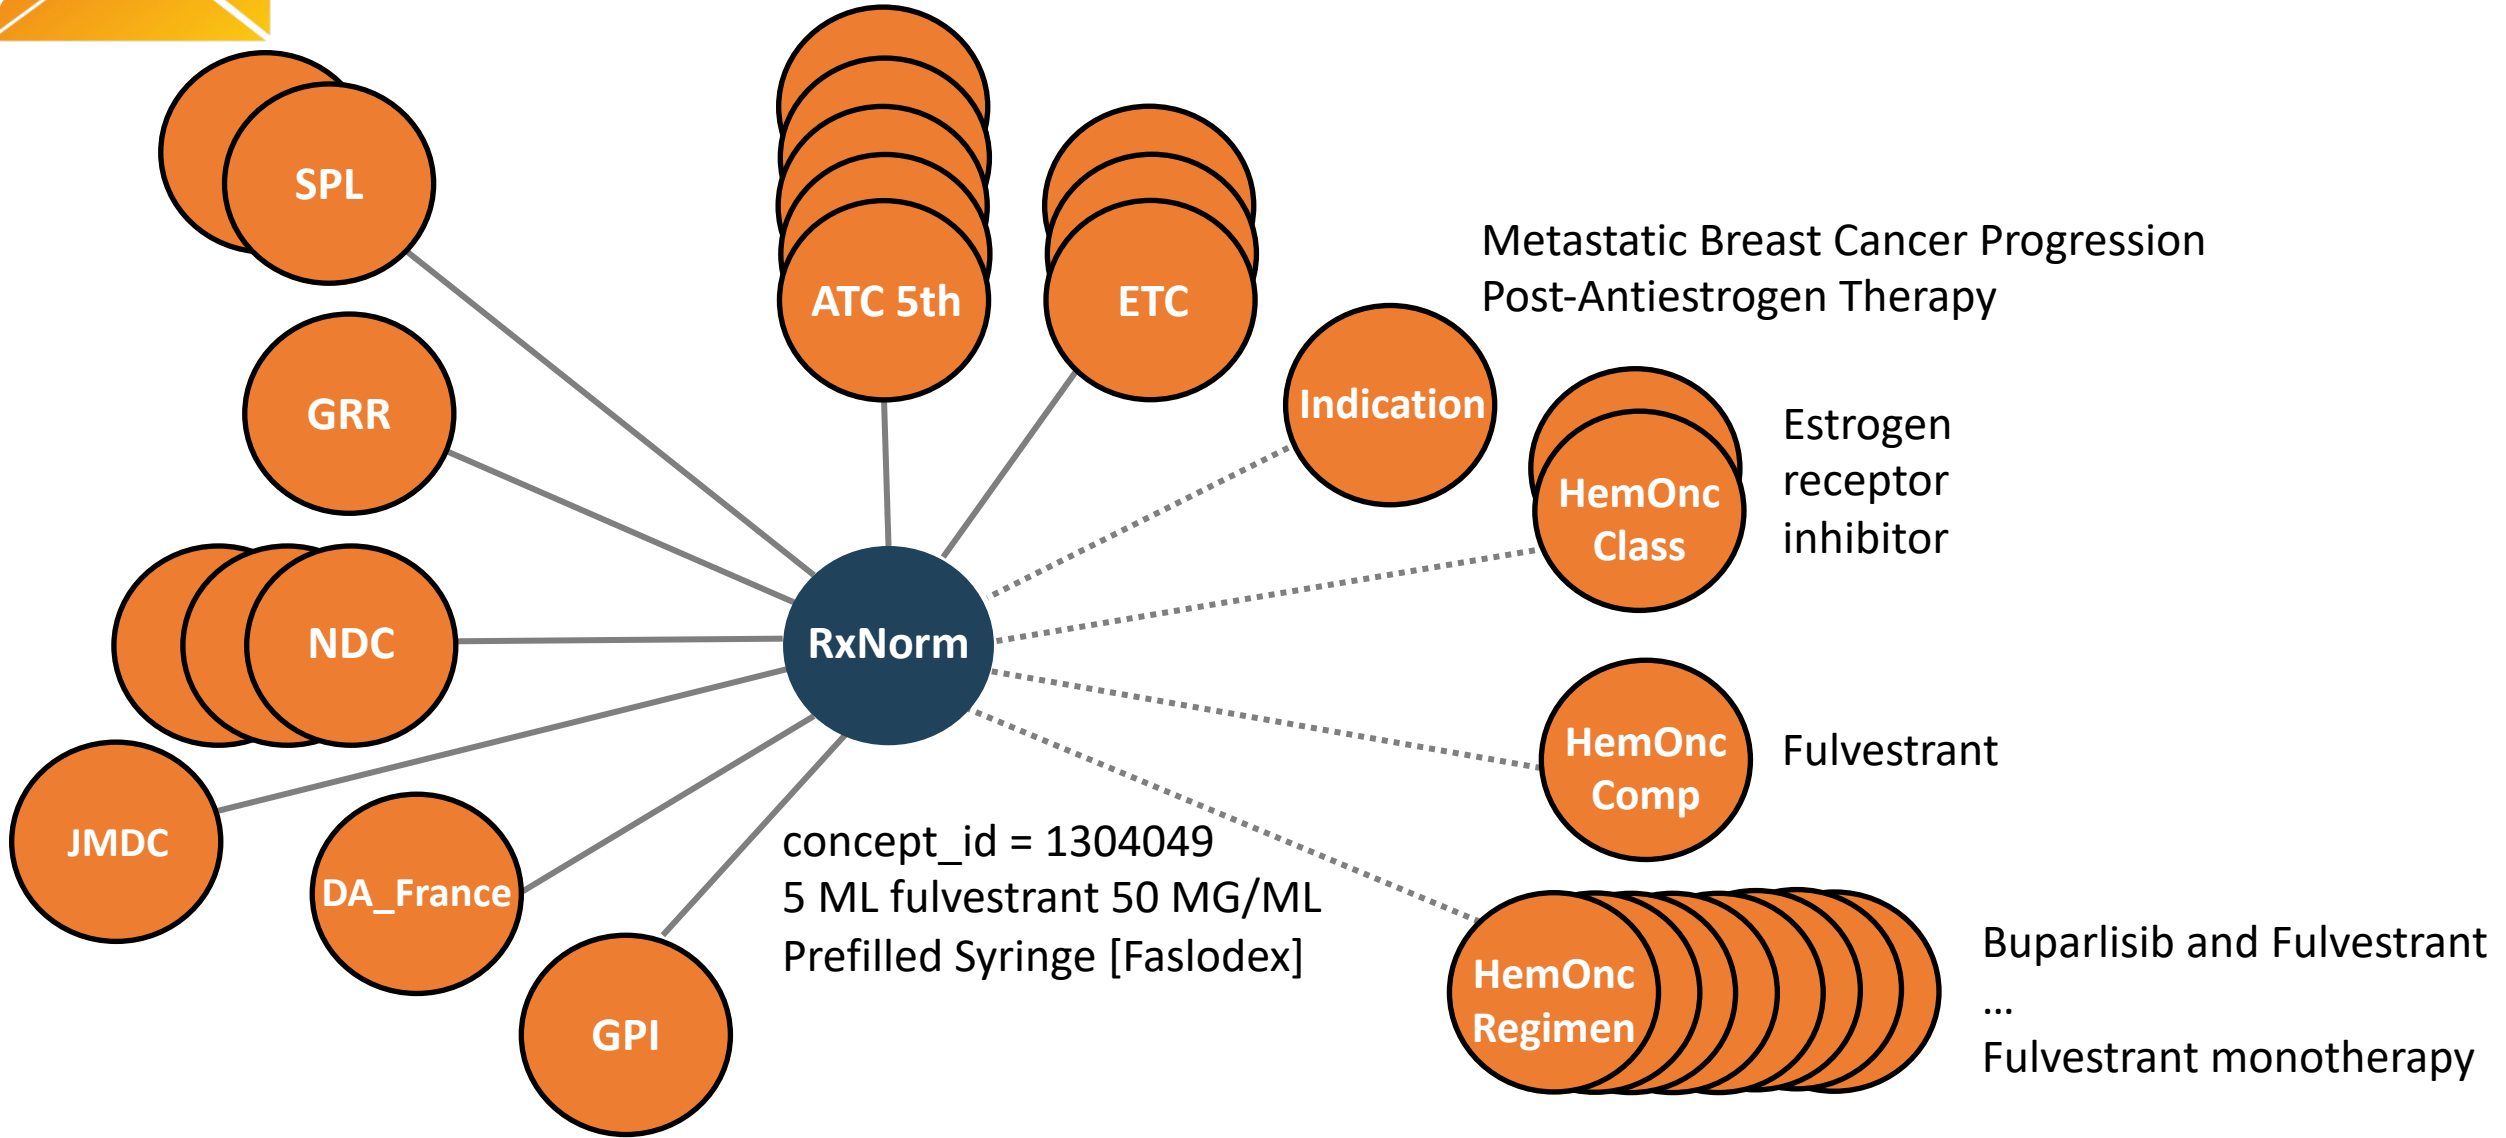 SPL
ATC 5th
ETC
Metastatic Breast Cancer Progression
Post-Antiestrogen Therapy
Indication
GRR
HemOnc
Class
Estrogen
receptor
inhibitor
NDC
RxNorm
HemOnc
Comp
Fulvestrant
JMDC
DA_France
concept_id = 1304049
5 ML fulvestrant 50 MG/ML
Prefilled Syringe [Faslodex]
GPI
HemOnc
Regimen
Buparlisib and Fulvestrant
...
Fulvestrant monotherapy